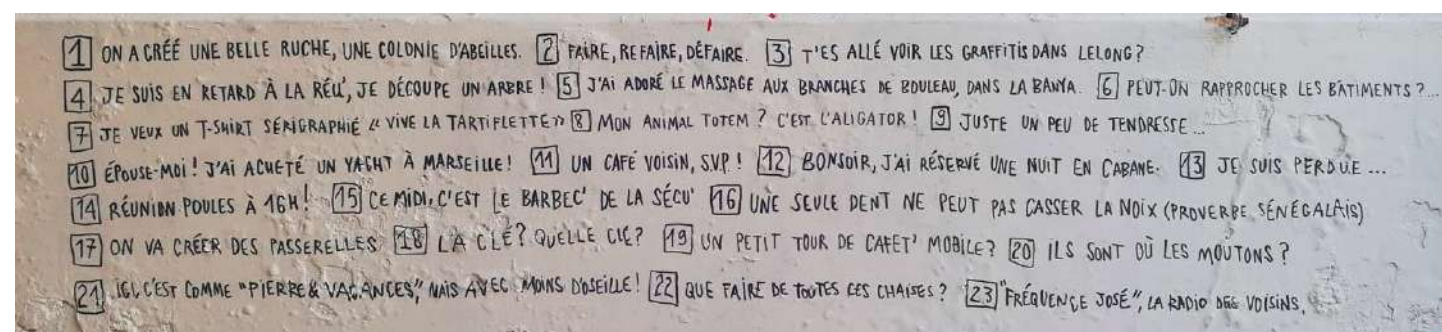 1 ON A CRÉÉ UNE BELLE RUCHE, UNE COLONIE D'ABEILLES. 2 FAIRE, REFAIRE, DÉFAIRE. 3 T'ES ALLÉ VOIR LES GRAFFITIS DANS LELONG?
4 JE SUIS EN RETARD À LA RÉU', JE DÉCOUPE UN ARBRE! 5 J'AI ADORÉ LE MASSAGE AUX BRANCHES DE BOULEAU, DANS LA BANYA. 6 PEUT-ON RAPPROCHER LES BÂTIMENTS?...
7 JE VEUX UN T-SHIRT SÉRIGRAPHIÉ "VIVE LA TARTIFLETTE" 8 MON ANIMAL TOTEM? C'EST L'ALIGATOR! 9 JUSTE UN PEU DE TENDRESSE...
10 ÉPOUSE-MOI! J'AI ACHETÉ UN YACHT À MARSEILLE! 11 UN CAFÉ VOISIN, S.V.P.! 12 BONSOIR, J'AI RÉSERVÉ UNE NUIT EN CABANE. 13 JE SUIS PERDUE...
14 RÉUNION POULES À 16H! 15 CE MIDI, C'EST LE BARBEC' DE LA SÉCU' 16 UNE SEULE DENT NE PEUT PAS CASSER LA NOIX (PROVERBE SÉNÉGALAIS)
17 ON VA CRÉER DES PASSERELLES 18 LA CLÉ? QUELLE CLÉ? 19 UN PETIT TOUR DE CAFET' MOBILE? 20 ILS SONT OÙ LES MOUTONS?
21 ICI, C'EST COMME "PIERRE & VACANCES", MAIS AVEC MOINS D'OSEILLE! 22 QUE FAIRE DE TOUTES CES CHAISES? 23 "FRÉQUENCE JOSÉ", LA RADIO DES VOISINS,